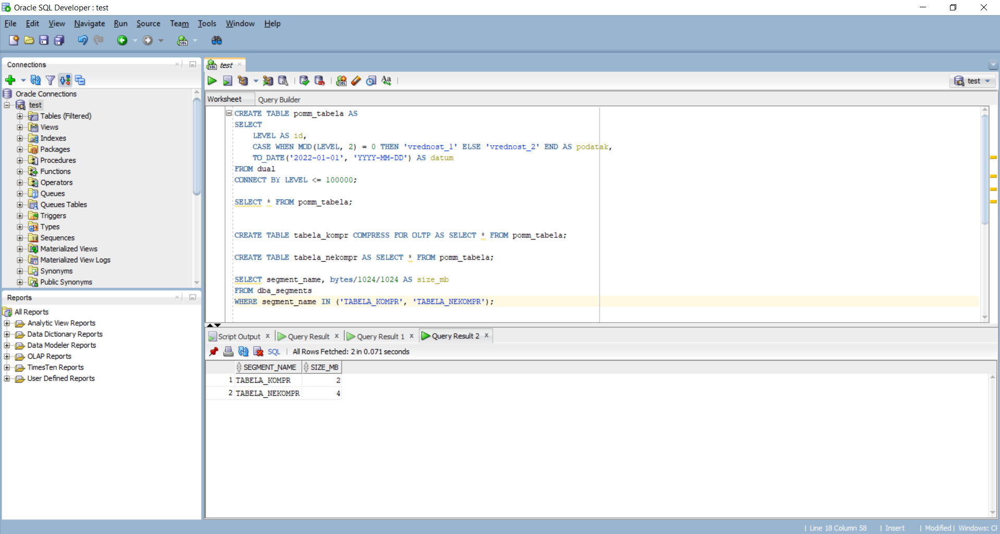 Oracle SQL Developer : test
File Edit View Navigate Run Source Team Tools Window Help
Connections
Oracle Connections
test
Tables (Filtered)
Views
Indexes
Packages
Procedures
Functions
Operators
Queues
Queues Tables
Triggers
Types
Sequences
Materialized Views
Materialized View Logs
Synonyms
Public Synonyms
Reports
All Reports
Analytic View Reports
Data Dictionary Reports
Data Modeler Reports
OLAP Reports
TimesTen Reports
User Defined Reports
test
test
Worksheet Query Builder
CREATE TABLE pomm_tabela AS
SELECT
LEVEL AS id,
CASE WHEN MOD(LEVEL, 2) = 0 THEN 'vrednost_1' ELSE 'vrednost_2' END AS podatak,
TO_DATE('2022-01-01', 'YYYY-MM-DD') AS datum
FROM dual
CONNECT BY LEVEL <= 100000;
SELECT * FROM pomm_tabela;
CREATE TABLE tabela_kompr COMPRESS FOR OLTP AS SELECT * FROM pomm_tabela;
CREATE TABLE tabela_nekompr AS SELECT * FROM pomm_tabela;
SELECT segment_name, bytes/1024/1024 AS size_mb
FROM dba_segments
WHERE segment_name IN ('TABELA_KOMPR', 'TABELA_NEKOMPR');
Script Output Query Result Query Result 1 Query Result 2
SQL All Rows Fetched: 2 in 0.071 seconds
SEGMENT_NAME SIZE_MB
1 TABELA_KOMPR 2
2 TABELA_NEKOMPR 4
Line 18 Column 58 Insert Modified Windows: CR